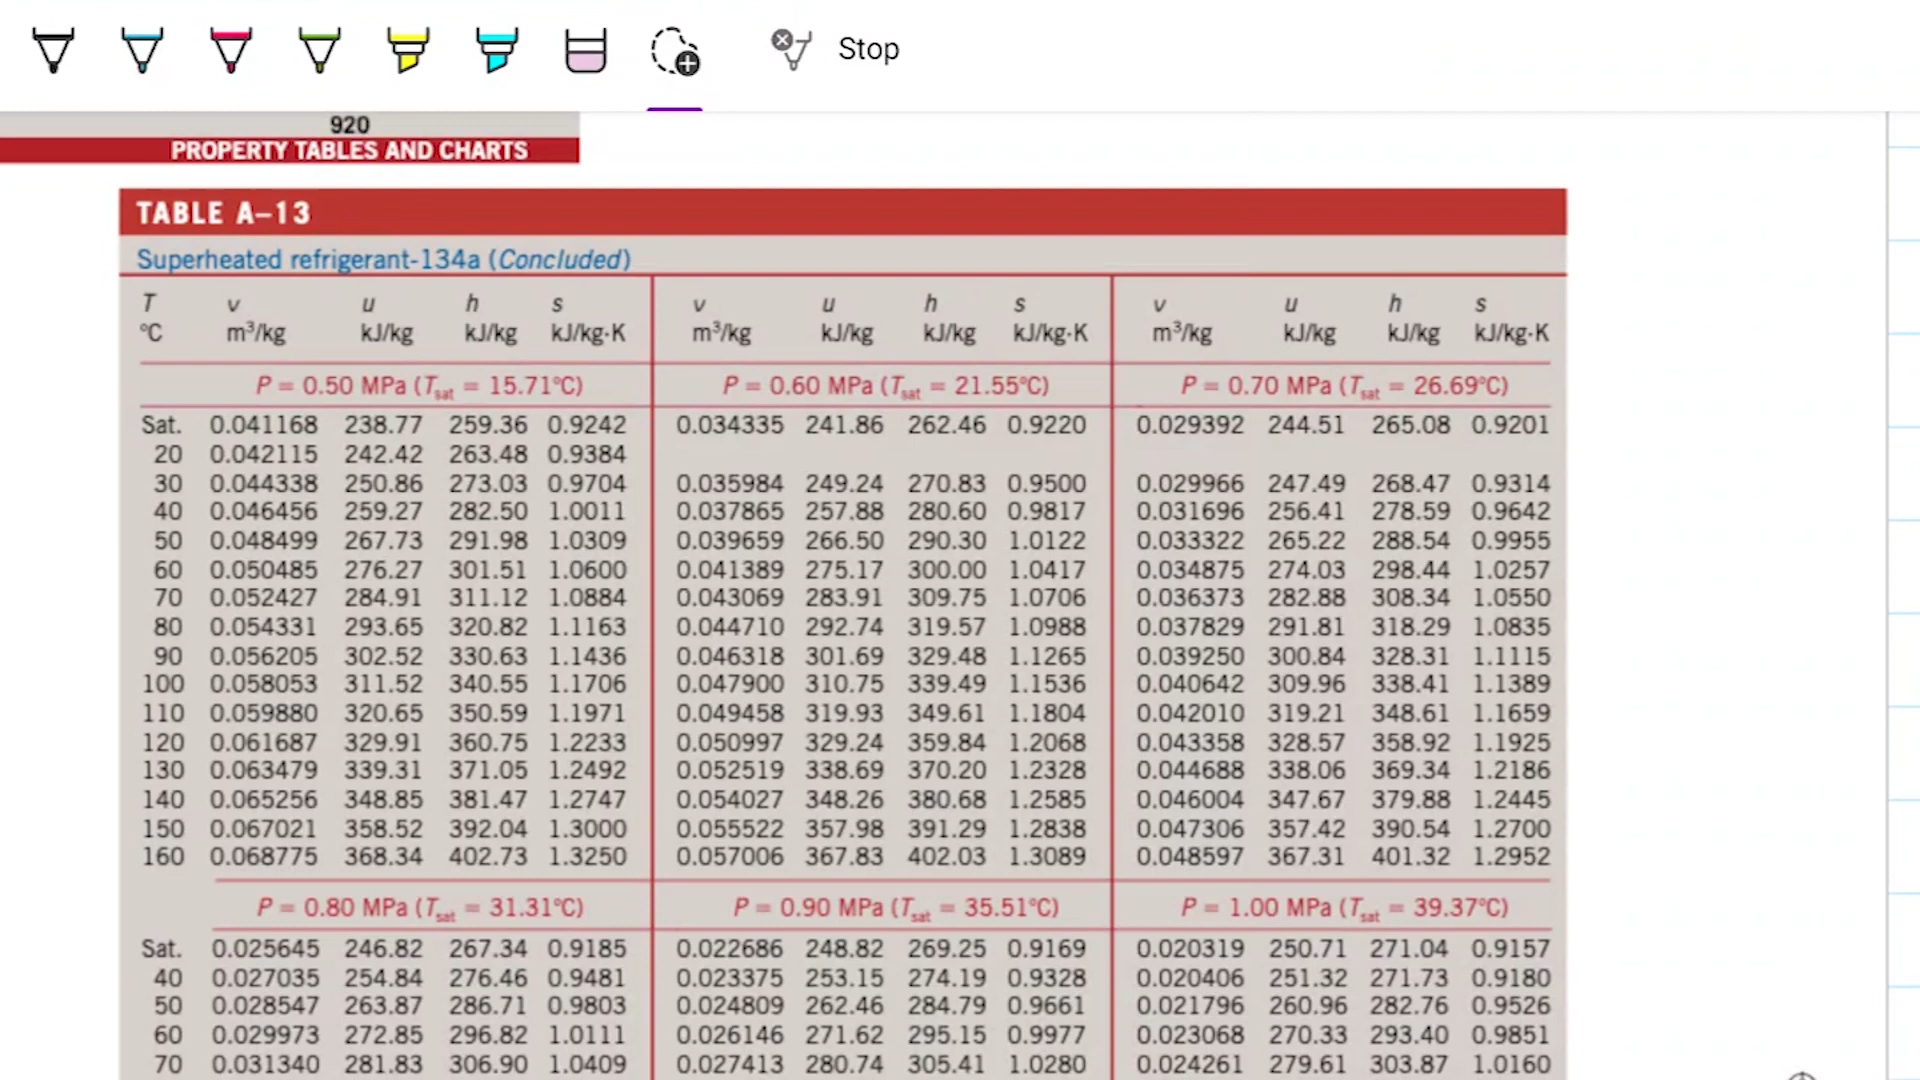 Stop
920
PROPERTY TABLES AND CHARTS
TABLE A–13
Superheated refrigerant-134a (Concluded)
T v u h s v u h s v u h s
°C m³/kg kJ/kg kJ/kg kJ/kg·K m³/kg kJ/kg kJ/kg kJ/kg·K m³/kg kJ/kg kJ/kg kJ/kg·K
P = 0.50 MPa (Tsat = 15.71°C) P = 0.60 MPa (Tsat = 21.55°C) P = 0.70 MPa (Tsat = 26.69°C)
Sat. 0.041168 238.77 259.36 0.9242 0.034335 241.86 262.46 0.9220 0.029392 244.51 265.08 0.9201
20 0.042115 242.42 263.48 0.9384
30 0.044338 250.86 273.03 0.9704 0.035984 249.24 270.83 0.9500 0.029966 247.49 268.47 0.9314
40 0.046456 259.27 282.50 1.0011 0.037865 257.88 280.60 0.9817 0.031696 256.41 278.59 0.9642
50 0.048499 267.73 291.98 1.0309 0.039659 266.50 290.30 1.0122 0.033322 265.22 288.54 0.9955
60 0.050485 276.27 301.51 1.0600 0.041389 275.17 300.00 1.0417 0.034875 274.03 298.44 1.0257
70 0.052427 284.91 311.12 1.0884 0.043069 283.91 309.75 1.0706 0.036373 282.88 308.34 1.0550
80 0.054331 293.65 320.82 1.1163 0.044710 292.74 319.57 1.0988 0.037829 291.81 318.29 1.0835
90 0.056205 302.52 330.63 1.1436 0.046318 301.69 329.48 1.1265 0.039250 300.84 328.31 1.1115
100 0.058053 311.52 340.55 1.1706 0.047900 310.75 339.49 1.1536 0.040642 309.96 338.41 1.1389
110 0.059880 320.65 350.59 1.1971 0.049458 319.93 349.61 1.1804 0.042010 319.21 348.61 1.1659
120 0.061687 329.91 360.75 1.2233 0.050997 329.24 359.84 1.2068 0.043358 328.57 358.92 1.1925
130 0.063479 339.31 371.05 1.2492 0.052519 338.69 370.20 1.2328 0.044688 338.06 369.34 1.2186
140 0.065256 348.85 381.47 1.2747 0.054027 348.26 380.68 1.2585 0.046004 347.67 379.88 1.2445
150 0.067021 358.52 392.04 1.3000 0.055522 357.98 391.29 1.2838 0.047306 357.42 390.54 1.2700
160 0.068775 368.34 402.73 1.3250 0.057006 367.83 402.03 1.3089 0.048597 367.31 401.32 1.2952
P = 0.80 MPa (Tsat = 31.31°C) P = 0.90 MPa (Tsat = 35.51°C) P = 1.00 MPa (Tsat = 39.37°C)
Sat. 0.025645 246.82 267.34 0.9185 0.022686 248.82 269.25 0.9169 0.020319 250.71 271.04 0.9157
40 0.027035 254.84 276.46 0.9481 0.023375 253.15 274.19 0.9328 0.020406 251.32 271.73 0.9180
50 0.028547 263.87 286.71 0.9803 0.024809 262.46 284.79 0.9661 0.021796 260.96 282.76 0.9526
60 0.029973 272.85 296.82 1.0111 0.026146 271.62 295.15 0.9977 0.023068 270.33 293.40 0.9851
70 0.031340 281.83 306.90 1.0409 0.027413 280.74 305.41 1.0280 0.024261 279.61 303.87 1.0160